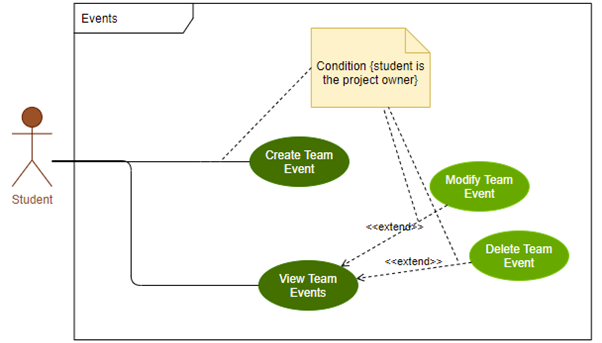 Events
Condition {student is
the project owner}
Create Team
Event
Modify Team
Event
Student
<<extend>>
Delete Team
Event
<<extend>>
View Team
Events